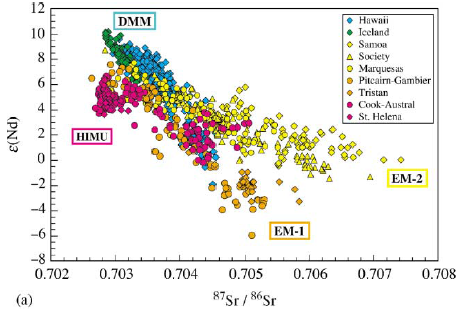 12
10
8
6
4
2
0
−2
−4
−6
−8
ε(Nd)
DMM
HIMU
EM-1
EM-2
Hawaii
Iceland
Samoa
Society
Marquesas
Pitcairn-Gambier
Tristan
Cook-Austral
St. Helena
0.702 0.703 0.704 0.705 0.706 0.707 0.708
(a)
87Sr / 86Sr